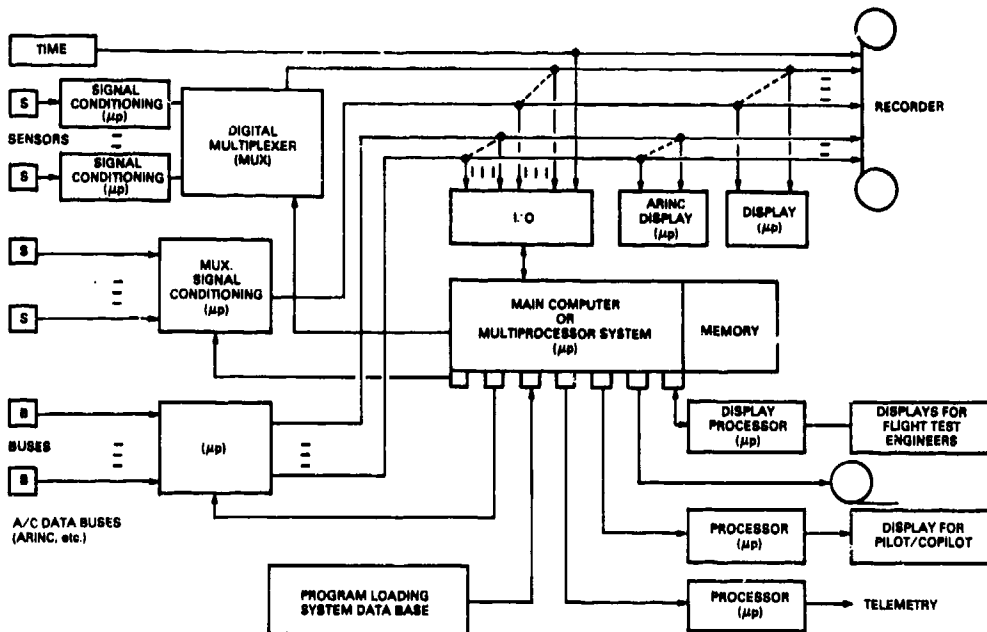 TIME
S
SIGNAL
CONDITIONING
(μp)
SENSORS
S
SIGNAL
CONDITIONING
(μp)
DIGITAL
MULTIPLEXER
(MUX)
RECORDER
I/O
ARINC
DISPLAY
(μp)
DISPLAY
(μp)
S
S
MUX.
SIGNAL
CONDITIONING
(μp)
MAIN COMPUTER
OR
MULTIPROCESSOR SYSTEM
(μp)
MEMORY
B
BUSES
B
(μp)
A/C DATA BUSES
(ARINC, etc.)
DISPLAY
PROCESSOR
(μp)
DISPLAYS FOR
FLIGHT TEST
ENGINEERS
PROCESSOR
(μp)
DISPLAY FOR
PILOT/COPILOT
PROGRAM LOADING
SYSTEM DATA BASE
PROCESSOR
(μp)
TELEMETRY